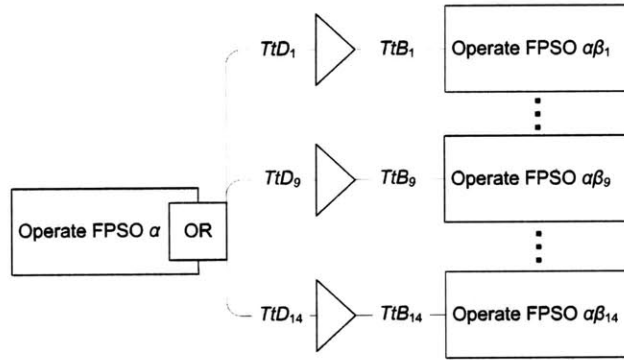 TtD1 TtB1 Operate FPSO αβ1
TtD9 TtB9 Operate FPSO αβ9
Operate FPSO α OR
TtD14 TtB14 Operate FPSO αβ14